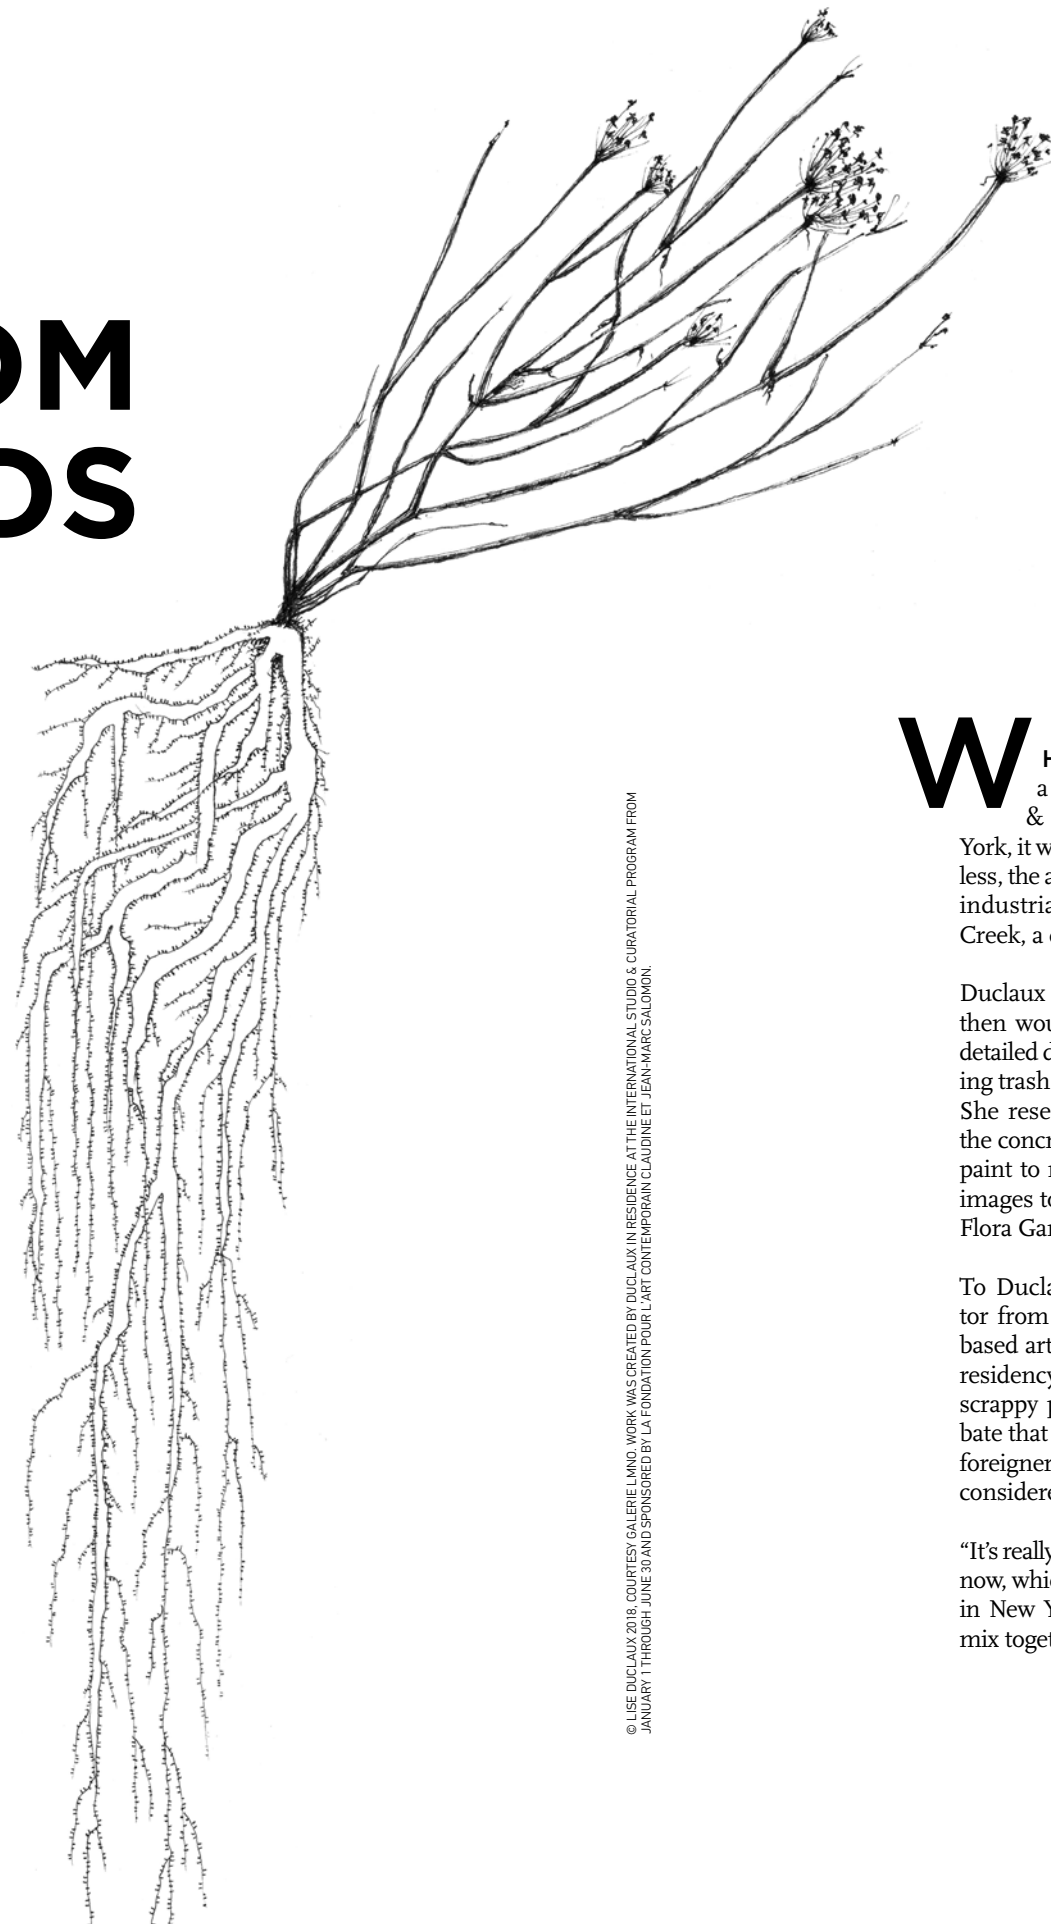 OM
DS
© LISE DUCLAUX 2018, COURTESY GALERIE LMNO. WORK WAS CREATED BY DUCLAUX IN RESIDENCE AT THE INTERNATIONAL STUDIO & CURATORIAL PROGRAM FROM
JANUARY 1 THROUGH JUNE 30 AND SPONSORED BY LA FONDATION POUR L'ART CONTEMPORAIN CLAUDINE ET JEAN-MARC SALOMON.
W H
a
&
York, it w
less, the a
industria
Creek, a
Duclaux
then wou
detailed d
ing trash
She rese
the concr
paint to
images to
Flora Gar
To Ducla
tor from
based art
residency
scrappy p
bate that
foreigner
considere
“It’s really
now, whic
in New Y
mix toget